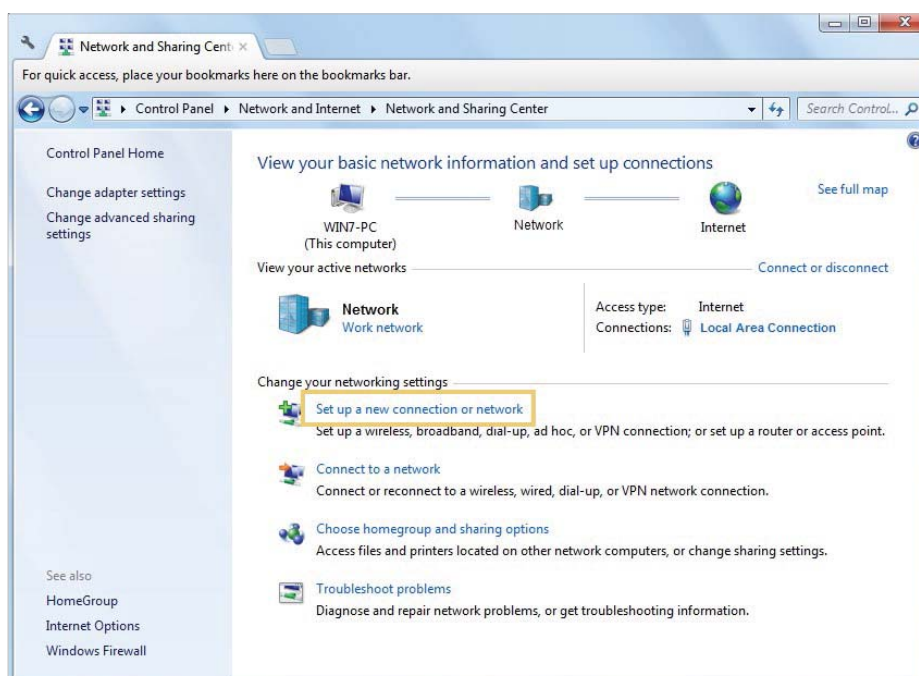 Network and Sharing Cent
For quick access, place your bookmarks here on the bookmarks bar.
Control Panel
Network and Internet
Network and Sharing Center
Search Control...
Control Panel Home
Change adapter settings
Change advanced sharing
settings
View your basic network information and set up connections
See full map
WIN7-PC
(This computer)
Network
Internet
View your active networks
Connect or disconnect
Network
Work network
Access type: Internet
Connections: Local Area Connection
Change your networking settings
Set up a new connection or network
Set up a wireless, broadband, dial-up, ad hoc, or VPN connection; or set up a router or access point.
Connect to a network
Connect or reconnect to a wireless, wired, dial-up, or VPN network connection.
Choose homegroup and sharing options
Access files and printers located on other network computers, or change sharing settings.
Troubleshoot problems
Diagnose and repair network problems, or get troubleshooting information.
See also
HomeGroup
Internet Options
Windows Firewall